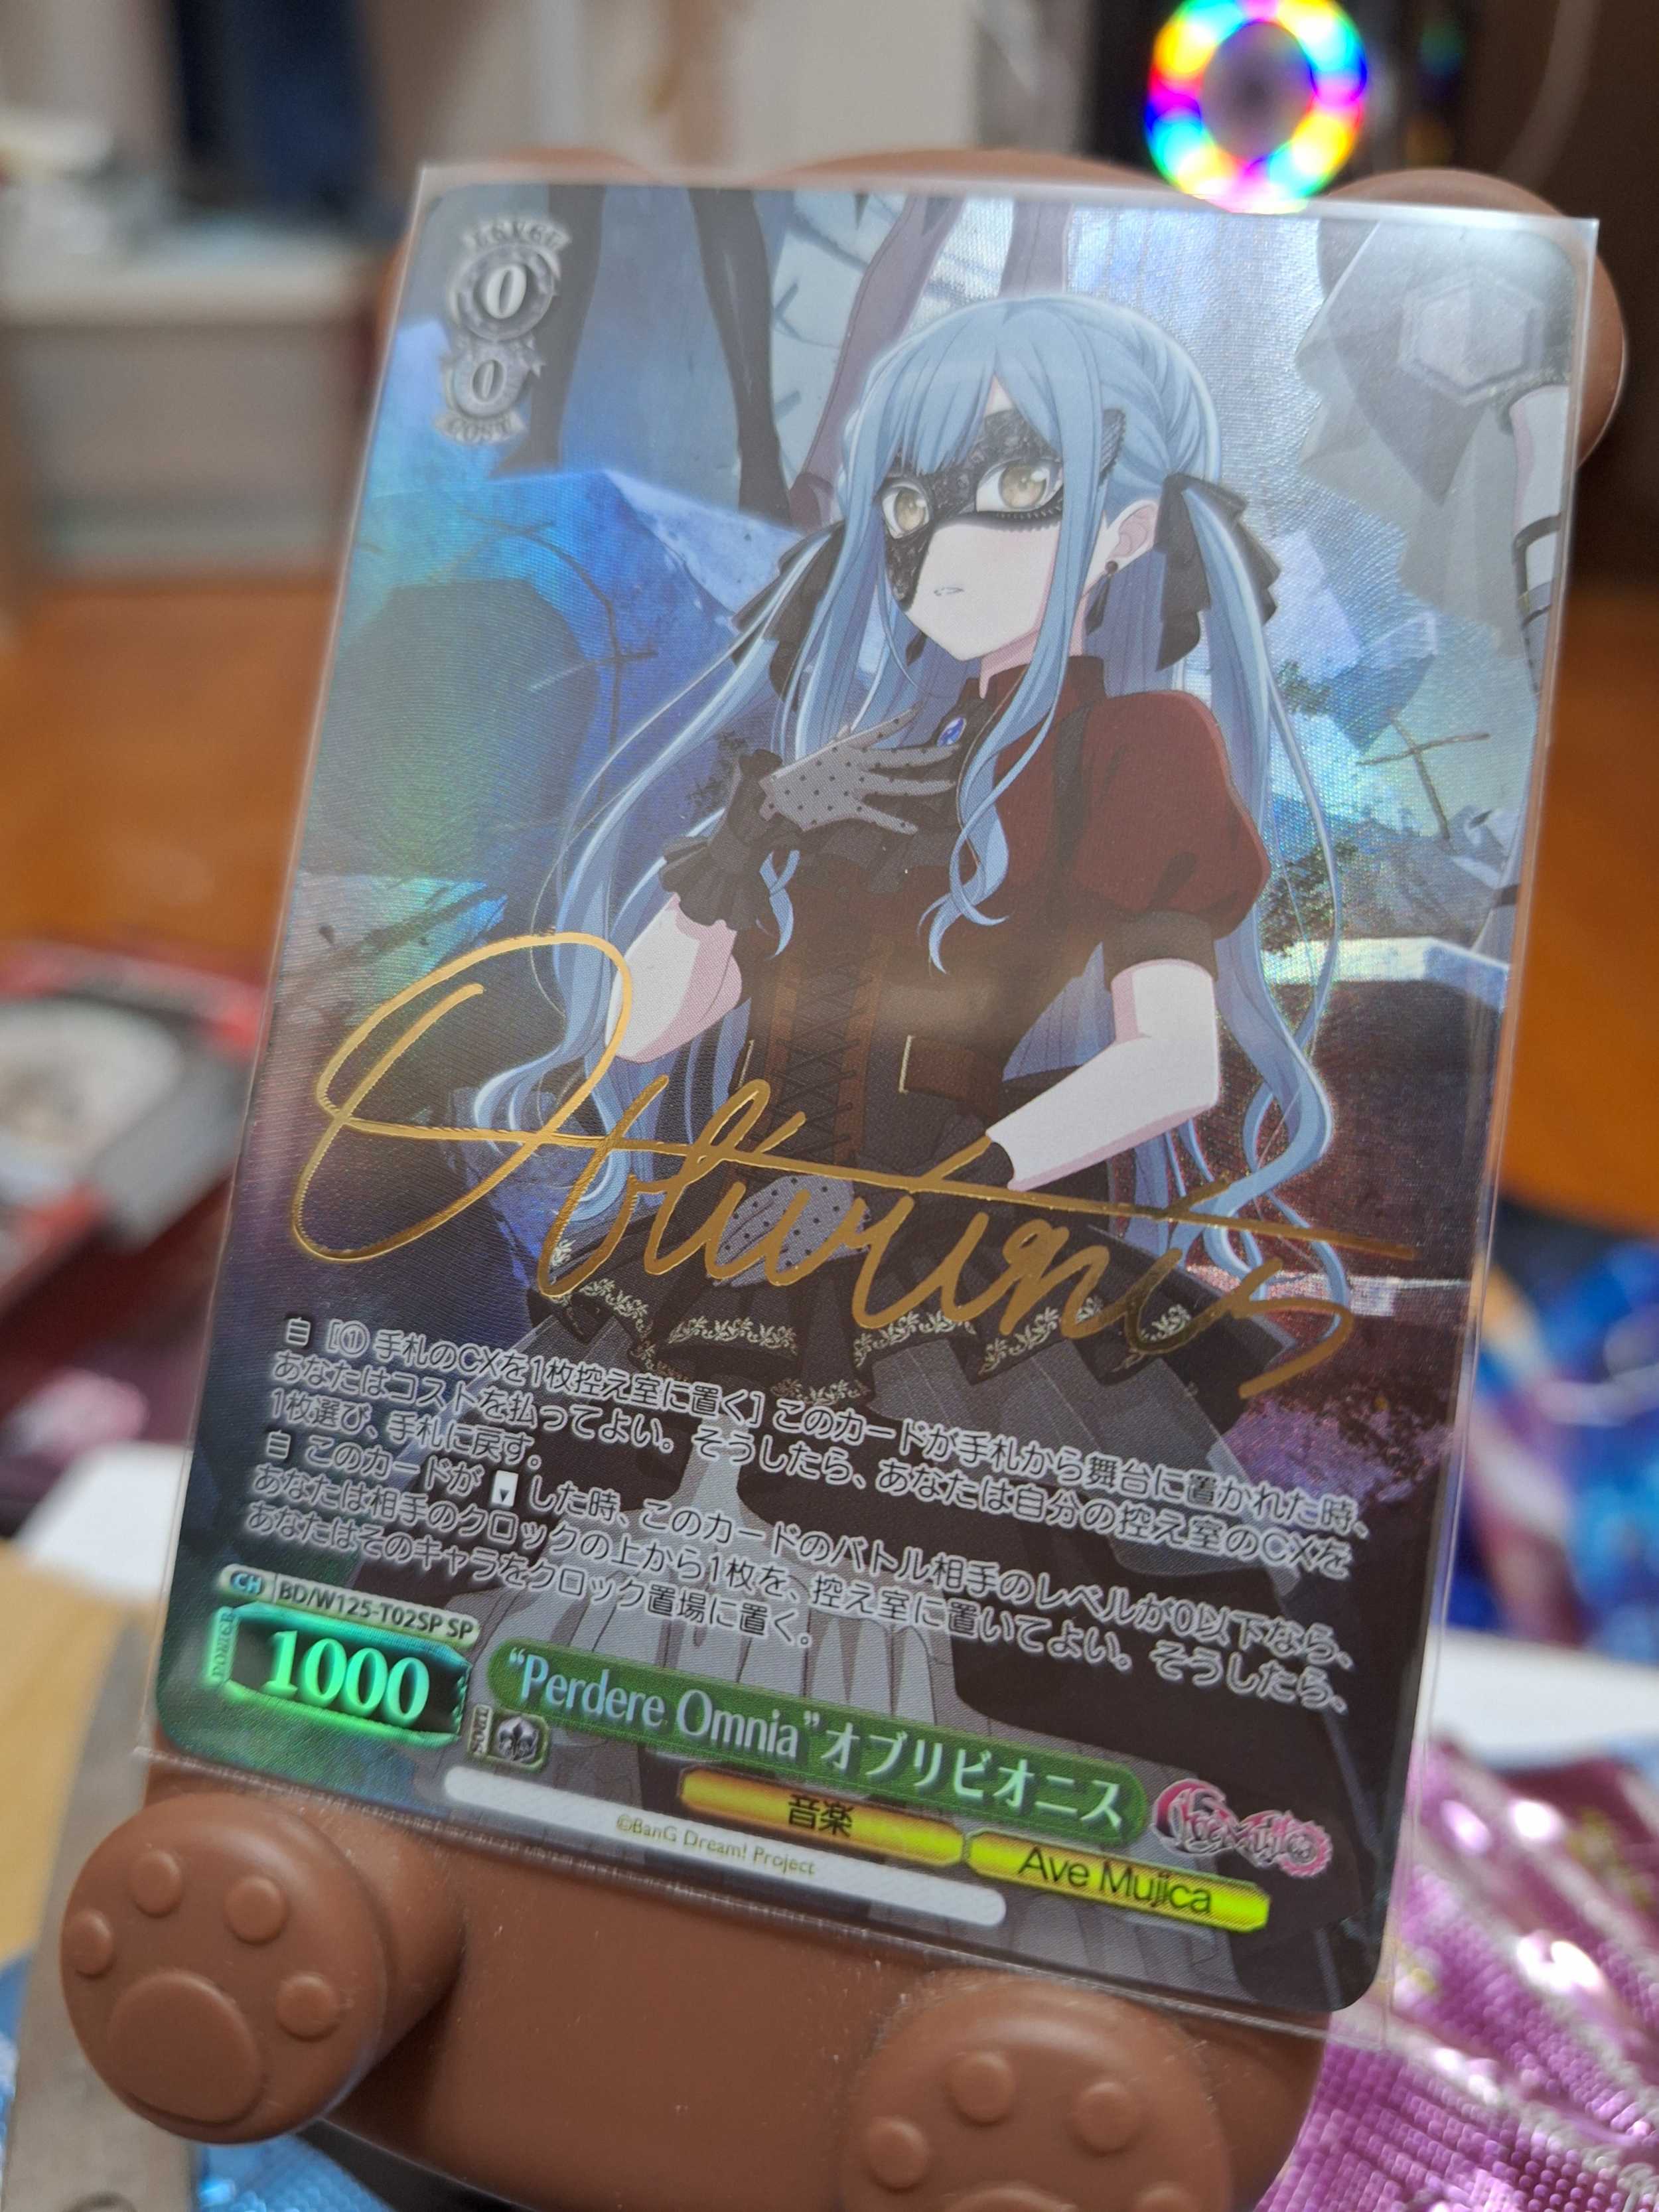 LEVEL
0
0
COST
Oblivionis
自 [① 手札のCXを1枚控え室に置く] このカードが手札から舞台に置かれた時、
あなたはコストを払ってよい。そうしたら、あなたは自分の控え室のCXを
1枚選び、手札に戻す。
自 このカードが した時、このカードのバトル相手のレベルが0以下なら、
あなたは相手のクロックの上から1枚を、控え室に置いてよい。そうしたら、
あなたはそのキャラをクロック置場に置く。
CH BD/W125-T02SP SP
POWER
1000
“Perdere Omnia”オブリビオニス
音楽
Ave Mujica
©BanG Dream! Project